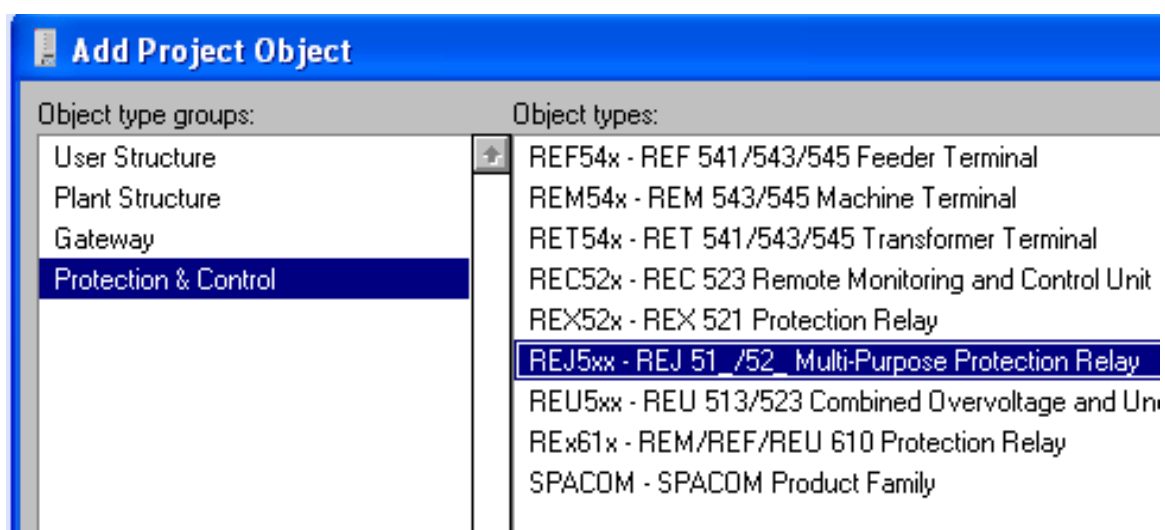 Add Project Object
Object type groups:
User Structure
Plant Structure
Gateway
Protection & Control
Object types:
REF54x - REF 541/543/545 Feeder Terminal
REM54x - REM 543/545 Machine Terminal
RET54x - RET 541/543/545 Transformer Terminal
REC52x - REC 523 Remote Monitoring and Control Unit
REX52x - REX 521 Protection Relay
REJ5xx - REJ 51_/52_ Multi-Purpose Protection Relay
REU5xx - REU 513/523 Combined Overvoltage and
REx61x - REM/REF/REU 610 Protection Relay
SPACOM - SPACOM Product Family